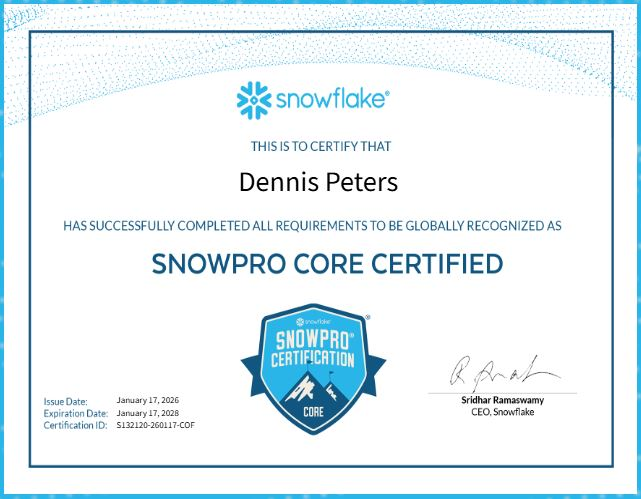 snowflake®
THIS IS TO CERTIFY THAT
Dennis Peters
HAS SUCCESSFULLY COMPLETED ALL REQUIREMENTS TO BE GLOBALLY RECOGNIZED AS
SNOWPRO CORE CERTIFIED
snowflake®
SNOWPRO®
CERTIFICATION
CORE
®
Issue Date: January 17, 2026
Expiration Date: January 17, 2028
Certification ID: S132120-260117-COF
Sridhar Ramaswamy
CEO, Snowflake